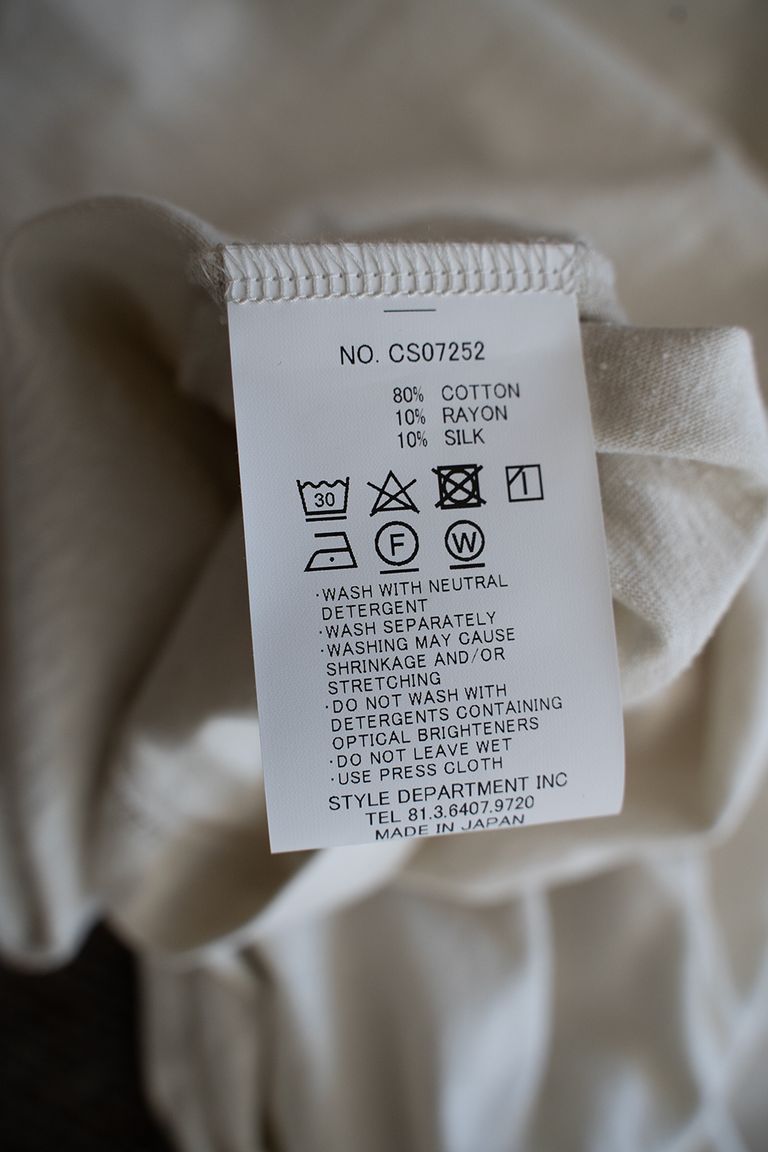 NO. CS07252
80% COTTON
10% RAYON
10% SILK
30
F W
·WASH WITH NEUTRAL
DETERGENT
·WASH SEPARATELY
·WASHING MAY CAUSE
SHRINKAGE AND/OR
STRETCHING
·DO NOT WASH WITH
DETERGENTS CONTAINING
OPTICAL BRIGHTENERS
·DO NOT LEAVE WET
·USE PRESS CLOTH
STYLE DEPARTMENT INC
TEL 81.3.6407.9720
MADE IN JAPAN